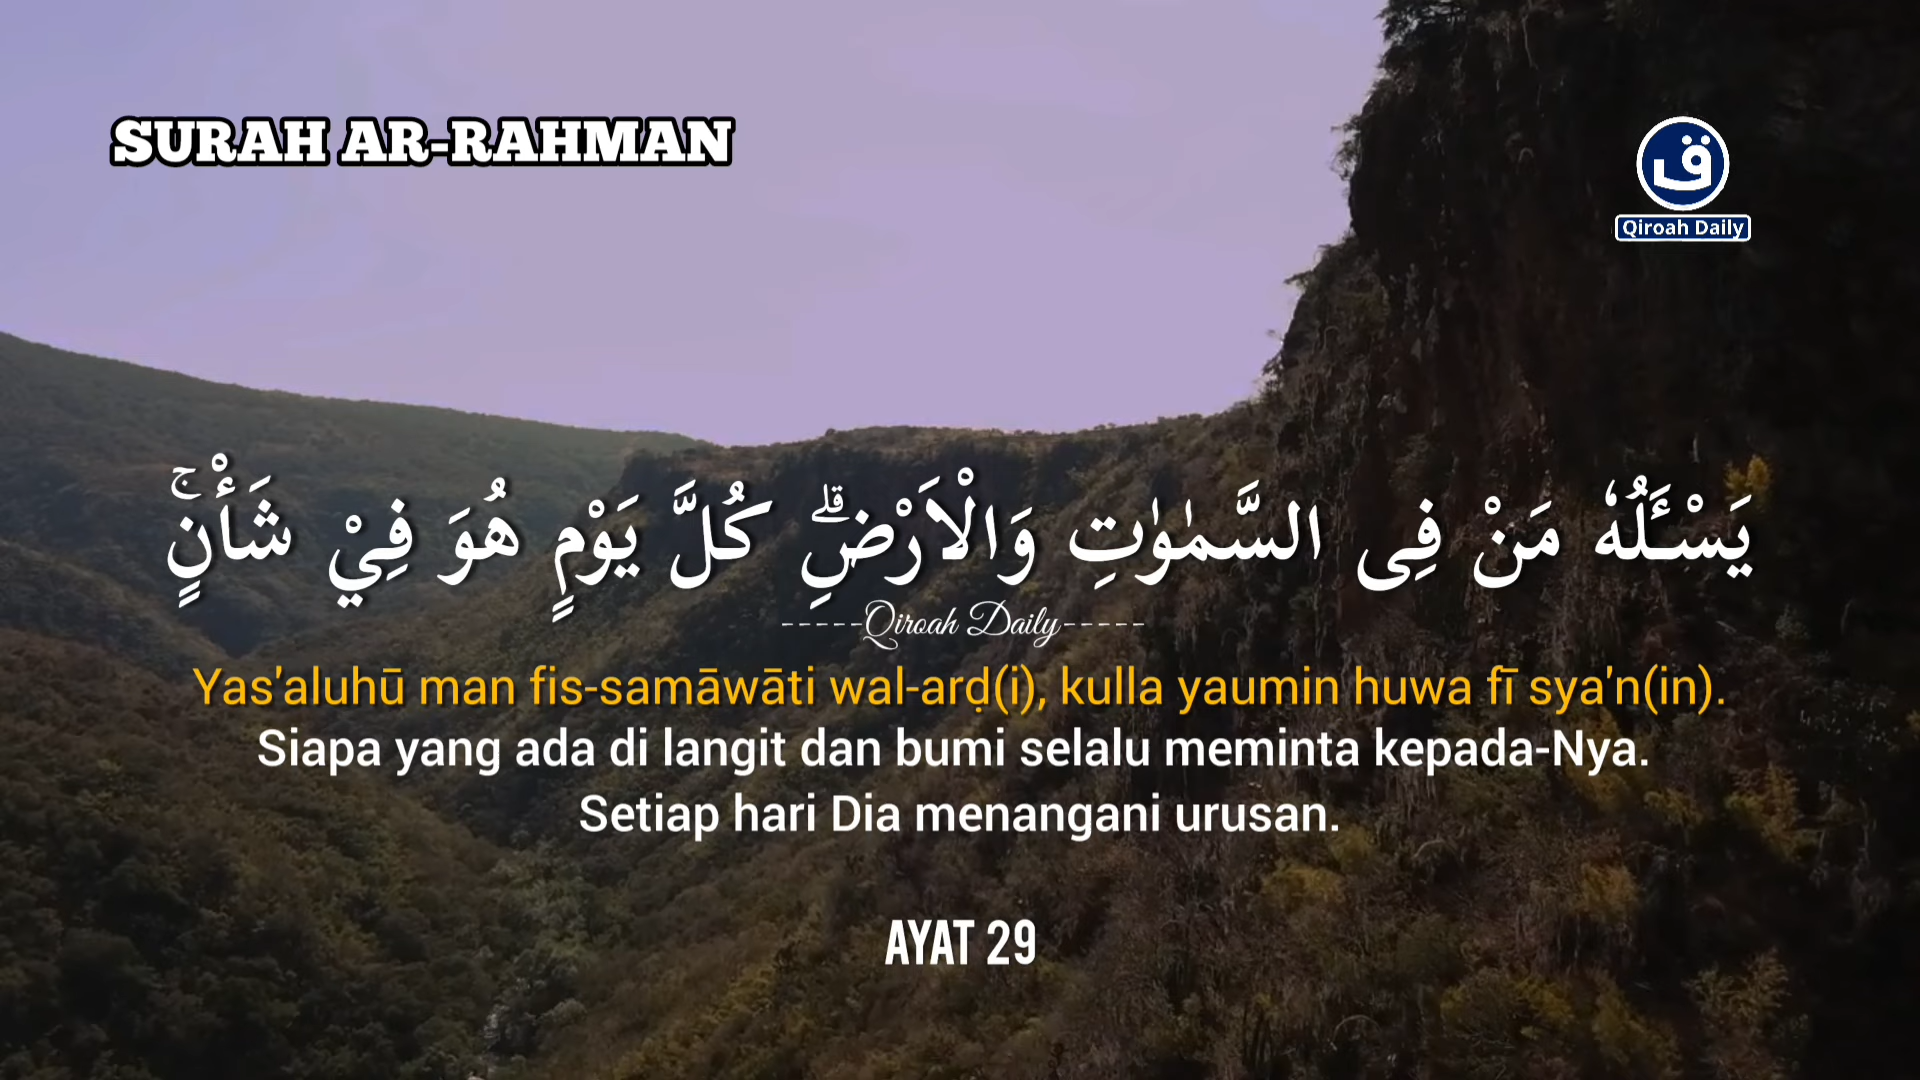 SURAH AR-RAHMAN
ق
Qiroah Daily
يَسْـَٔلُهٗ مَنْ فِى السَّمٰوٰتِ وَالْاَرْضِۗ كُلَّ يَوْمٍ هُوَ فِيْ شَأْنٍۚ
-----Qiroah Daily-----
Yas'aluhū man fis-samāwāti wal-arḍ(i), kulla yaumin huwa fī sya'n(in).
Siapa yang ada di langit dan bumi selalu meminta kepada-Nya.
Setiap hari Dia menangani urusan.
AYAT 29